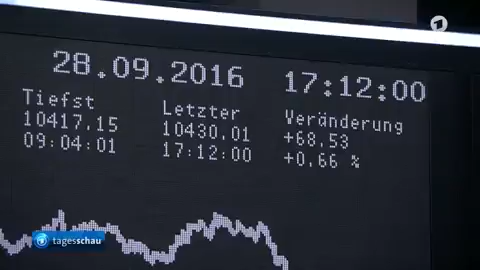 28.09.2016 17:12:00
Tiefst Letzter Veränderung
10417.15 10430.01 +68.53
09:04:01 17:12:00 +0.66 %
1
tagesschau